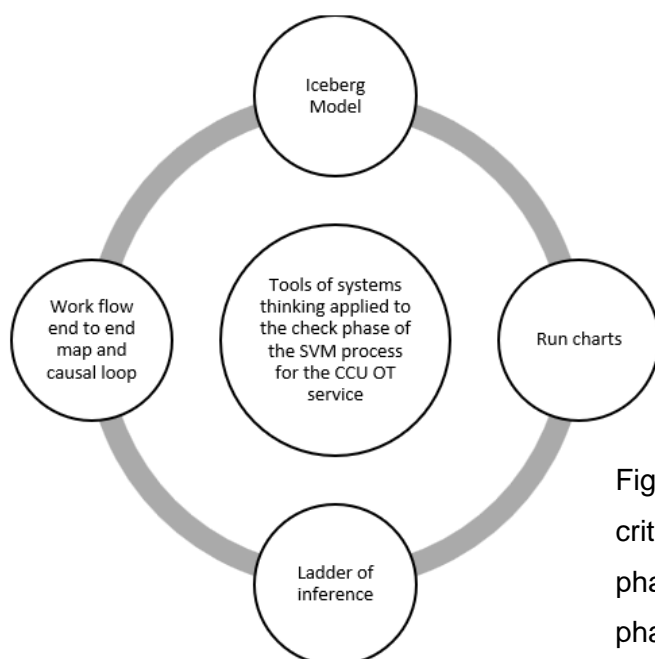 Iceberg
Model
Work flow
end to end
map and
causal loop
Tools of systems
thinking applied to
the check phase of
the SVM process
for the CCU OT
service
Run charts
Ladder of
inference
Fig
crit
pha
pha